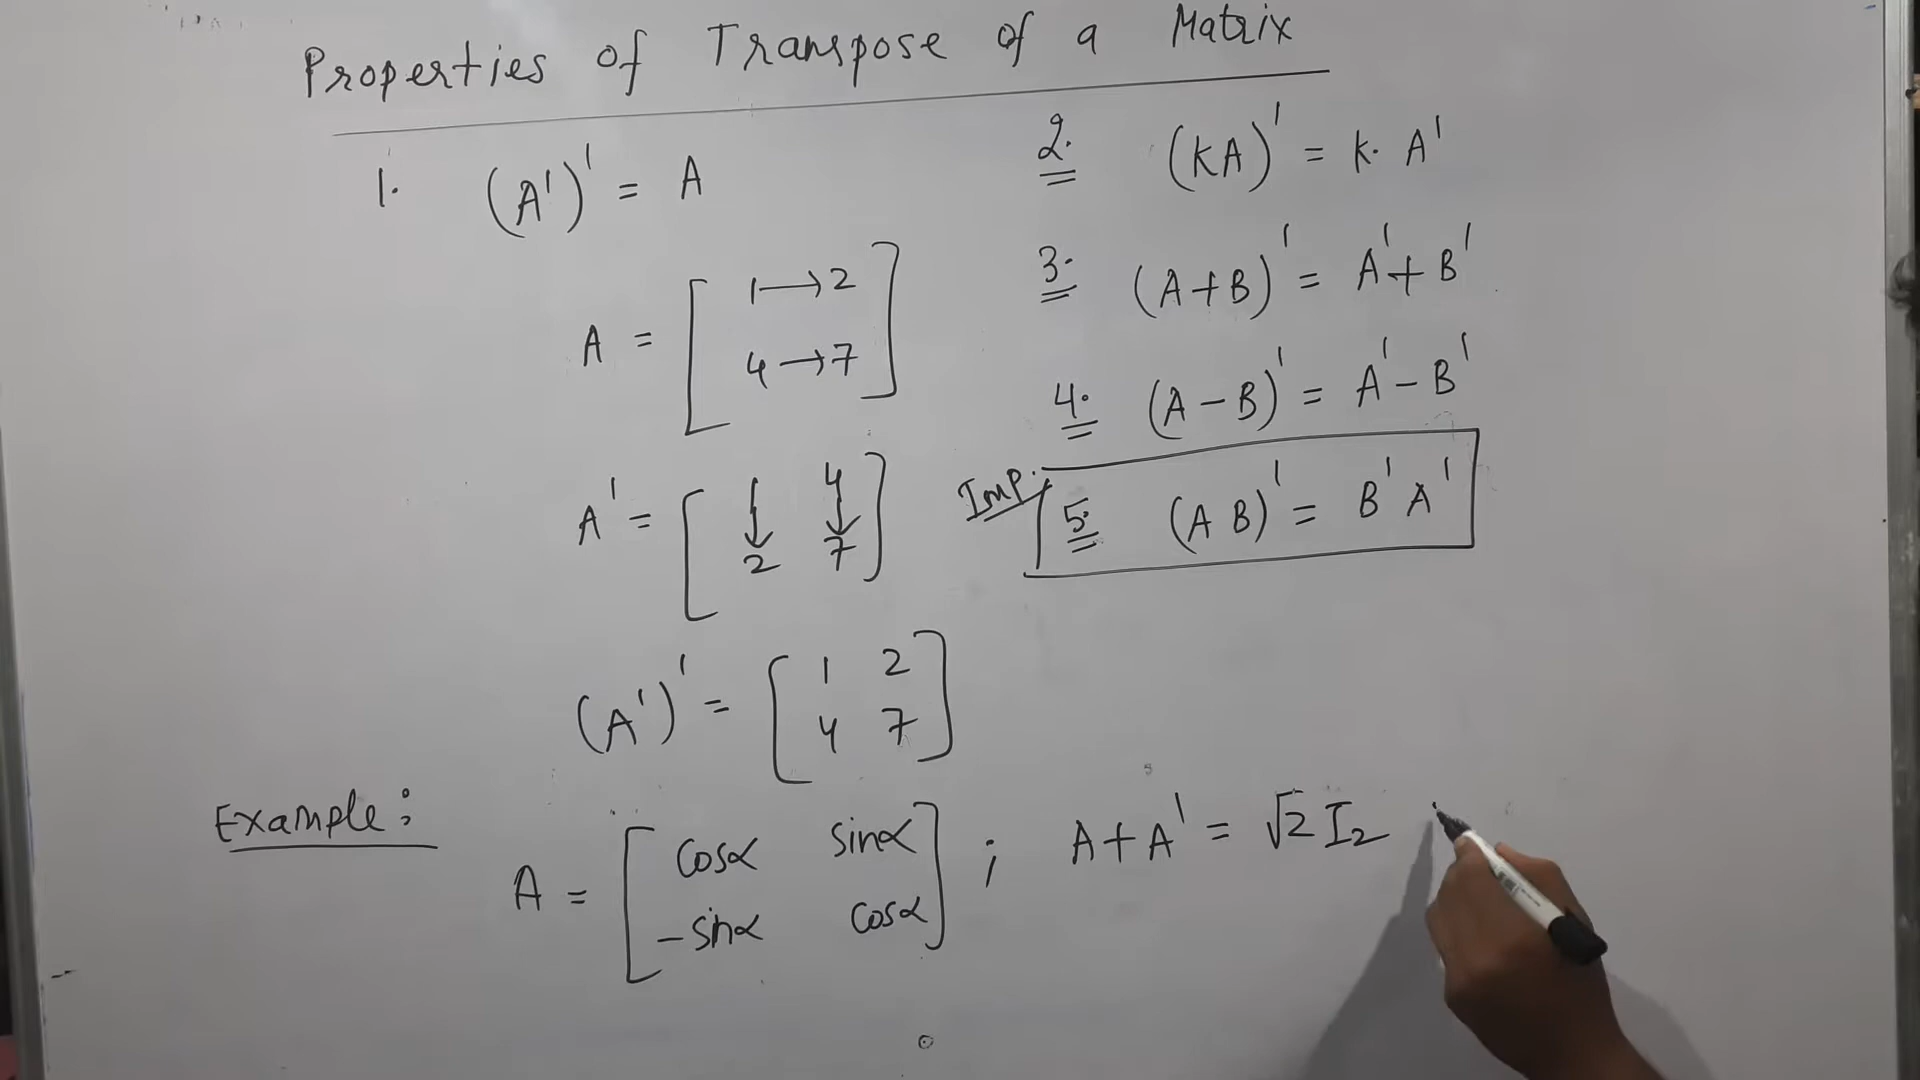 Properties of Transpose of a Matrix
1. (A')' = A
A = [ 1 → 2
4 → 7 ]
A' = [ 1 4
↓ ↓
2 7 ]
(A')' = [ 1 2
4 7 ]
2. (KA)' = K. A'
3. (A+B)' = A' + B'
4. (A - B)' = A' - B'
Imp. 5. (A B)' = B' A'
Example:
A = [ cosα sinα
-sinα cosα ] ; A + A' = √2 I₂